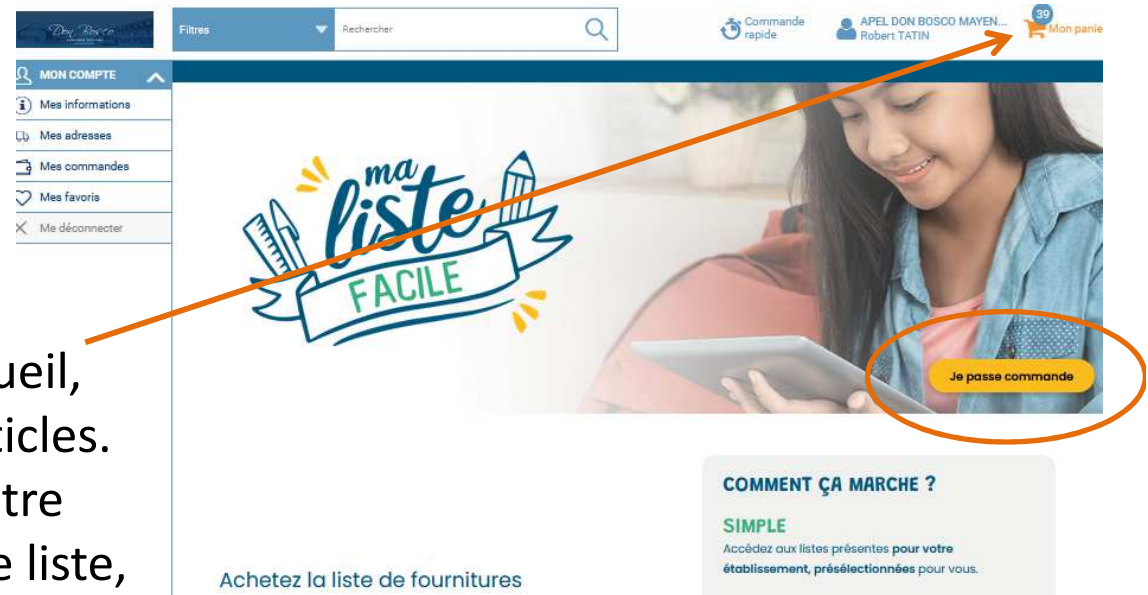 Don Bosco
Filtres
Rechercher
Commande
rapide
APEL DON BOSCO MAYEN...
Robert TATIN
39
Mon panie
MON COMPTE
Mes informations
Mes adresses
Mes commandes
Mes favoris
Me déconnecter
ma
liste
FACILE
Je passe commande
ueil,
ticles.
tre
e liste,
COMMENT ÇA MARCHE ?
SIMPLE
Accédez aux listes présentes pour votre
établissement, présélectionnées pour vous.
Achetez la liste de fournitures